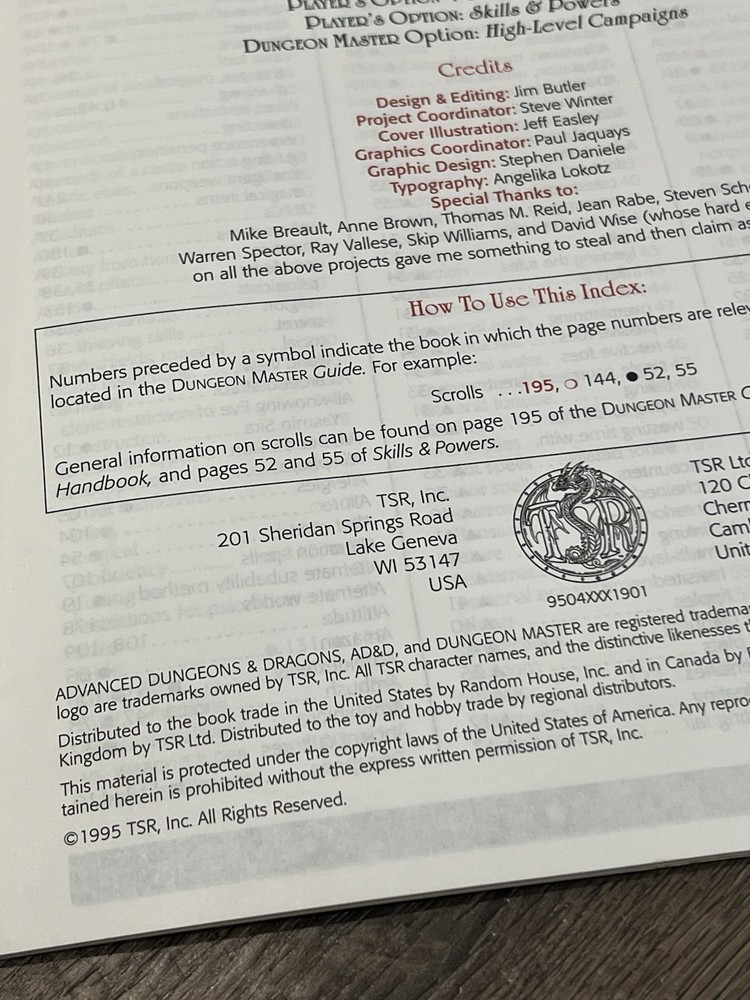 PLAYER'S OPTION:
PLAYER'S OPTION: Skills & Powers
DUNGEON MASTER Option: High-Level Campaigns
Credits
Design & Editing: Jim Butler
Project Coordinator: Steve Winter
Cover Illustration: Jeff Easley
Graphics Coordinator: Paul Jaquays
Graphic Design: Stephen Daniele
Typography: Angelika Lokotz
Special Thanks to:
Mike Breault, Anne Brown, Thomas M. Reid, Jean Rabe, Steven
Warren Spector, Ray Vallese, Skip Williams, and David Wise (whose hard
on all the above projects gave me something to steal and then claim as
How To Use This Index:
Numbers preceded by a symbol indicate the book in which the page numbers are
located in the DUNGEON MASTER Guide. For example:
Scrolls ...195, ❍ 144, ● 52, 55
General information on scrolls can be found on page 195 of the DUNGEON MASTER
Handbook, and pages 52 and 55 of Skills & Powers.
TSR, Inc.
201 Sheridan Springs Road
Lake Geneva
WI 53147
USA
TSR
9504XXX1901
TSR Ltd
120
ADVANCED DUNGEONS & DRAGONS, AD&D, and DUNGEON MASTER are registered
logo are trademarks owned by TSR, Inc. All TSR character names, and the distinctive likenesses
Distributed to the book trade in the United States by Random House, Inc. and in Canada by
Kingdom by TSR Ltd. Distributed to the toy and hobby trade by regional distributors.
This material is protected under the copyright laws of the United States of America. Any
tained herein is prohibited without the express written permission of TSR, Inc.
©1995 TSR, Inc. All Rights Reserved.